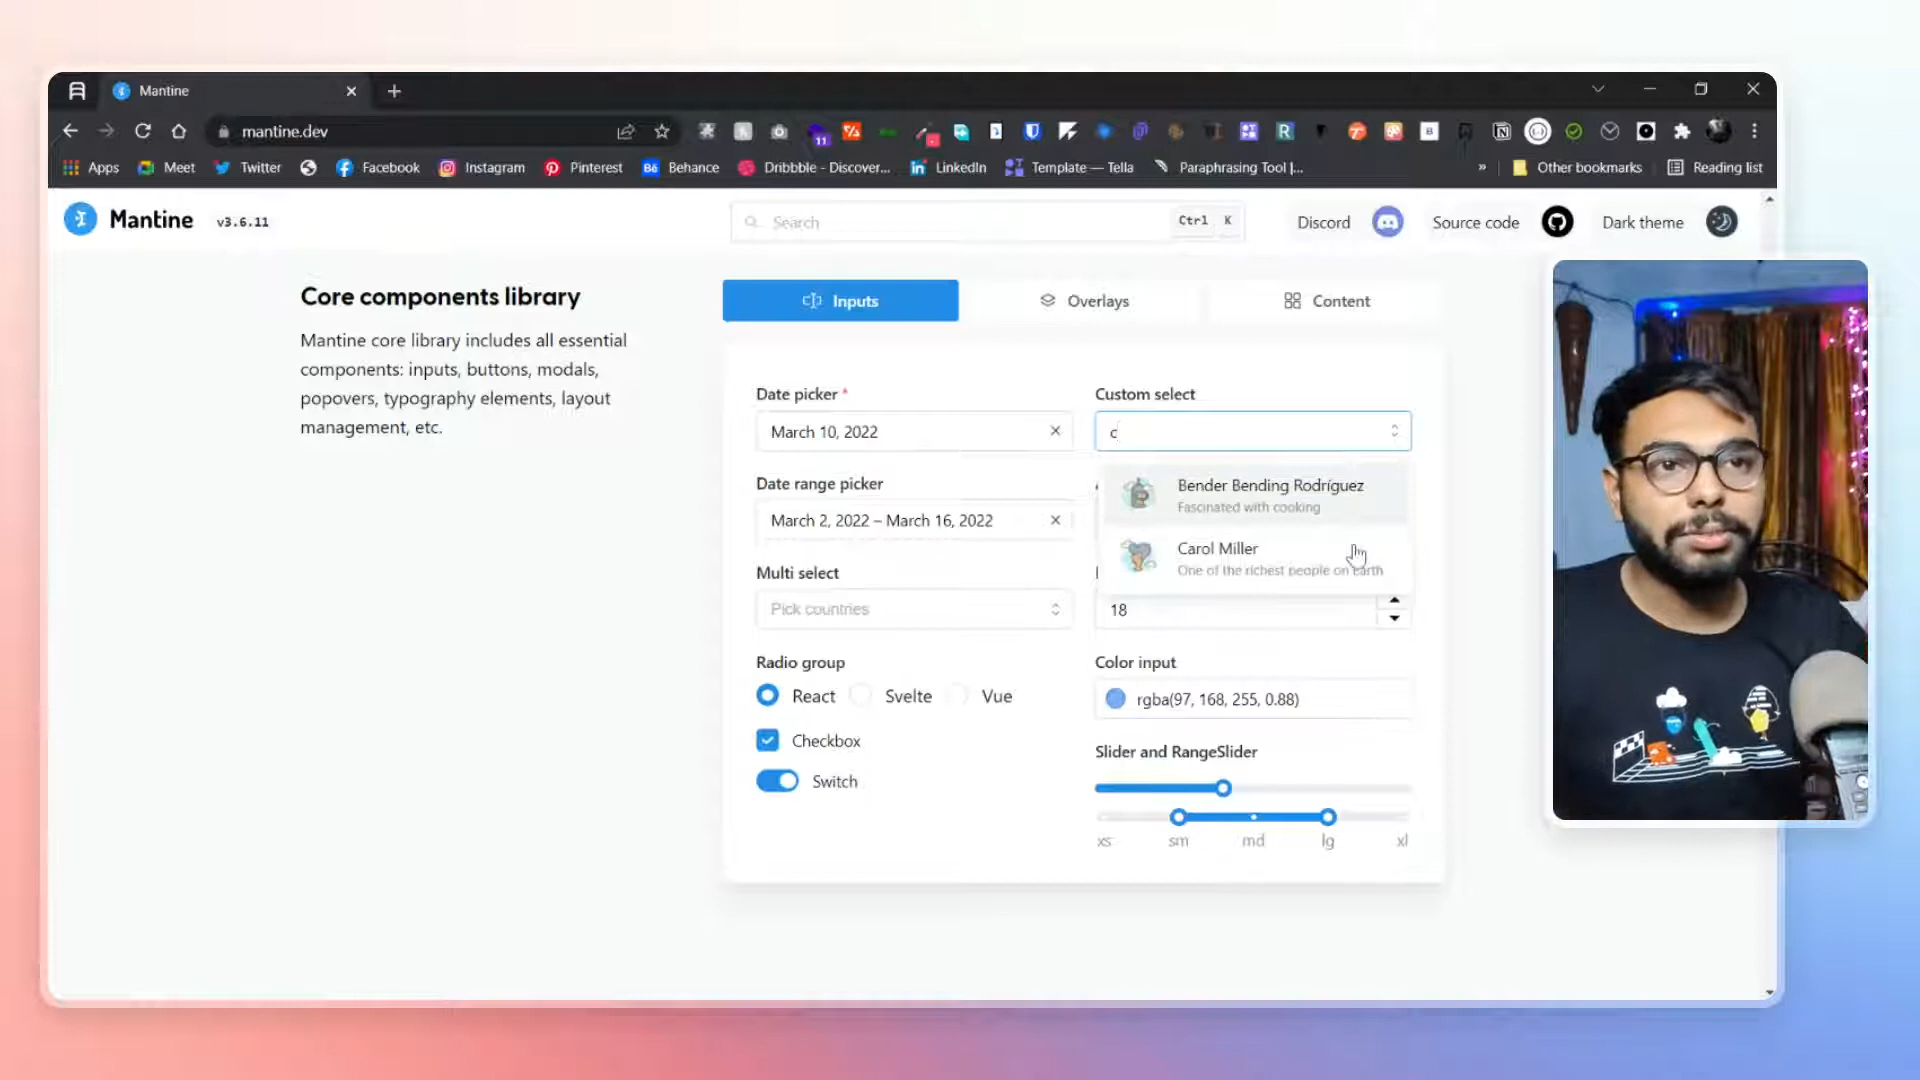 Mantine
mantine.dev
11
Apps
Meet
Twitter
Facebook
Instagram
Pinterest
Behance
Dribbble - Discover...
LinkedIn
Template — Tella
Paraphrasing Tool |...
»
Other bookmarks
Reading list
Mantine
v3.6.11
Search
Ctrl K
Discord
Source code
Dark theme
Core components library
Mantine core library includes all essential
components: inputs, buttons, modals,
popovers, typography elements, layout
management, etc.
Inputs
Overlays
Content
Date picker *
March 10, 2022
Custom select
c
Bender Bending Rodríguez
Fascinated with cooking
Carol Miller
One of the richest people on Earth
Date range picker
March 2, 2022 – March 16, 2022
Multi select
Pick countries
18
Radio group
React
Svelte
Vue
Checkbox
Switch
Color input
rgba(97, 168, 255, 0.88)
Slider and RangeSlider
xs
sm
md
lg
xl